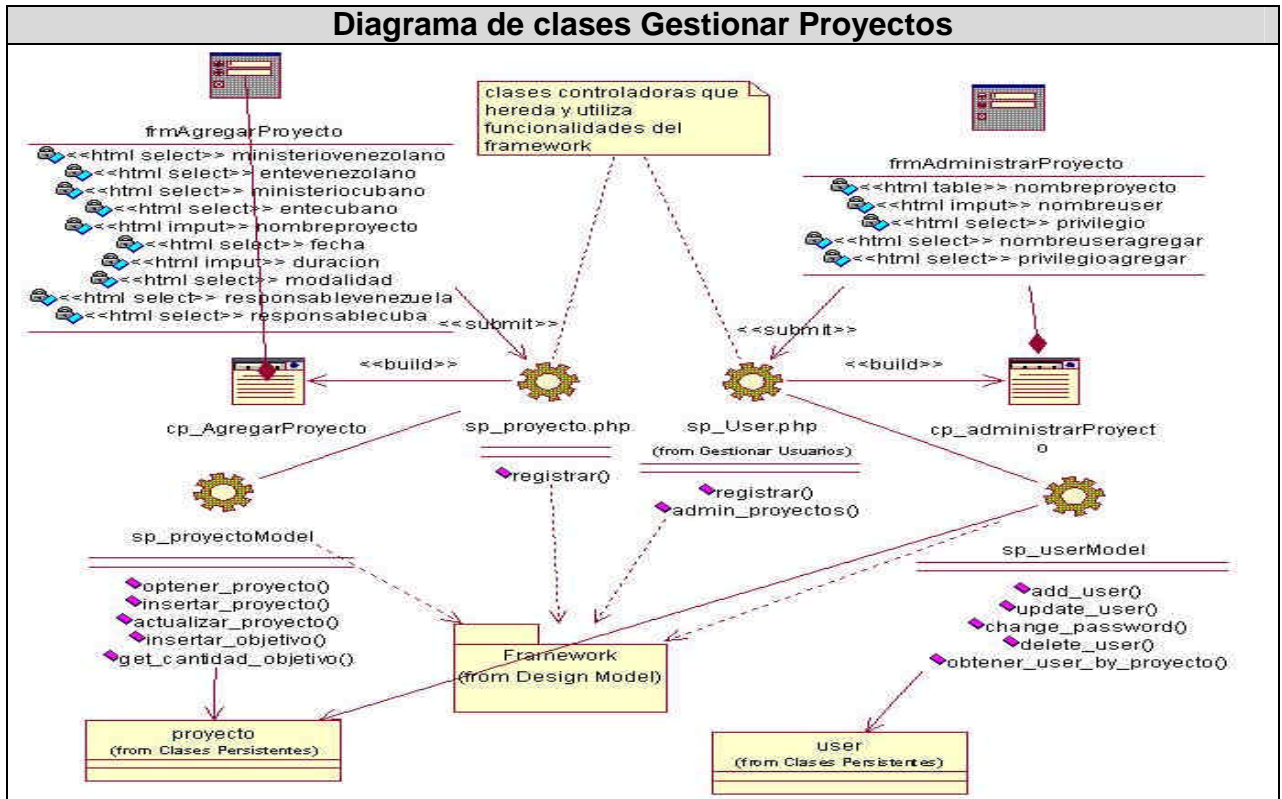 Diagrama de clases Gestionar Proyectos
clases controladoras que
hereda y utiliza
funcionalidades del
framework
frmAgregarProyecto
<<html select>> ministeriovenezolano
<<html select>> entevenezolano
<<html select>> ministeriocubano
<<html select>> entecubano
<<html imput>> nombreproyecto
<<html select>> fecha
<<html imput>> duracion
<<html select>> modalidad
<<html select>> responsablevenezuela
<<html select>> responsablecuba
frmAdministrarProyecto
<<html table>> nombreproyecto
<<html imput>> nombreuser
<<html select>> privilegio
<<html select>> nombreuseragregar
<<html select>> privilegioagregar
<<submit>>
<<submit>>
<<build>>
<<build>>
cp_AgregarProyecto
sp_proyecto.php
registrar()
sp_User.php
(from Gestionar Usuarios)
registrar()
admin_proyectos()
cp_administrarProyect
o
sp_proyectoModel
optener_proyecto()
insertar_proyecto()
actualizar_proyecto()
insertar_objetivo()
get_cantidad_objetivo()
sp_userModel
add_user()
update_user()
change_password()
delete_user()
obtener_user_by_proyecto()
Framework
(from Design Model)
proyecto
(from Clases Persistentes)
user
(from Clases Persistentes)